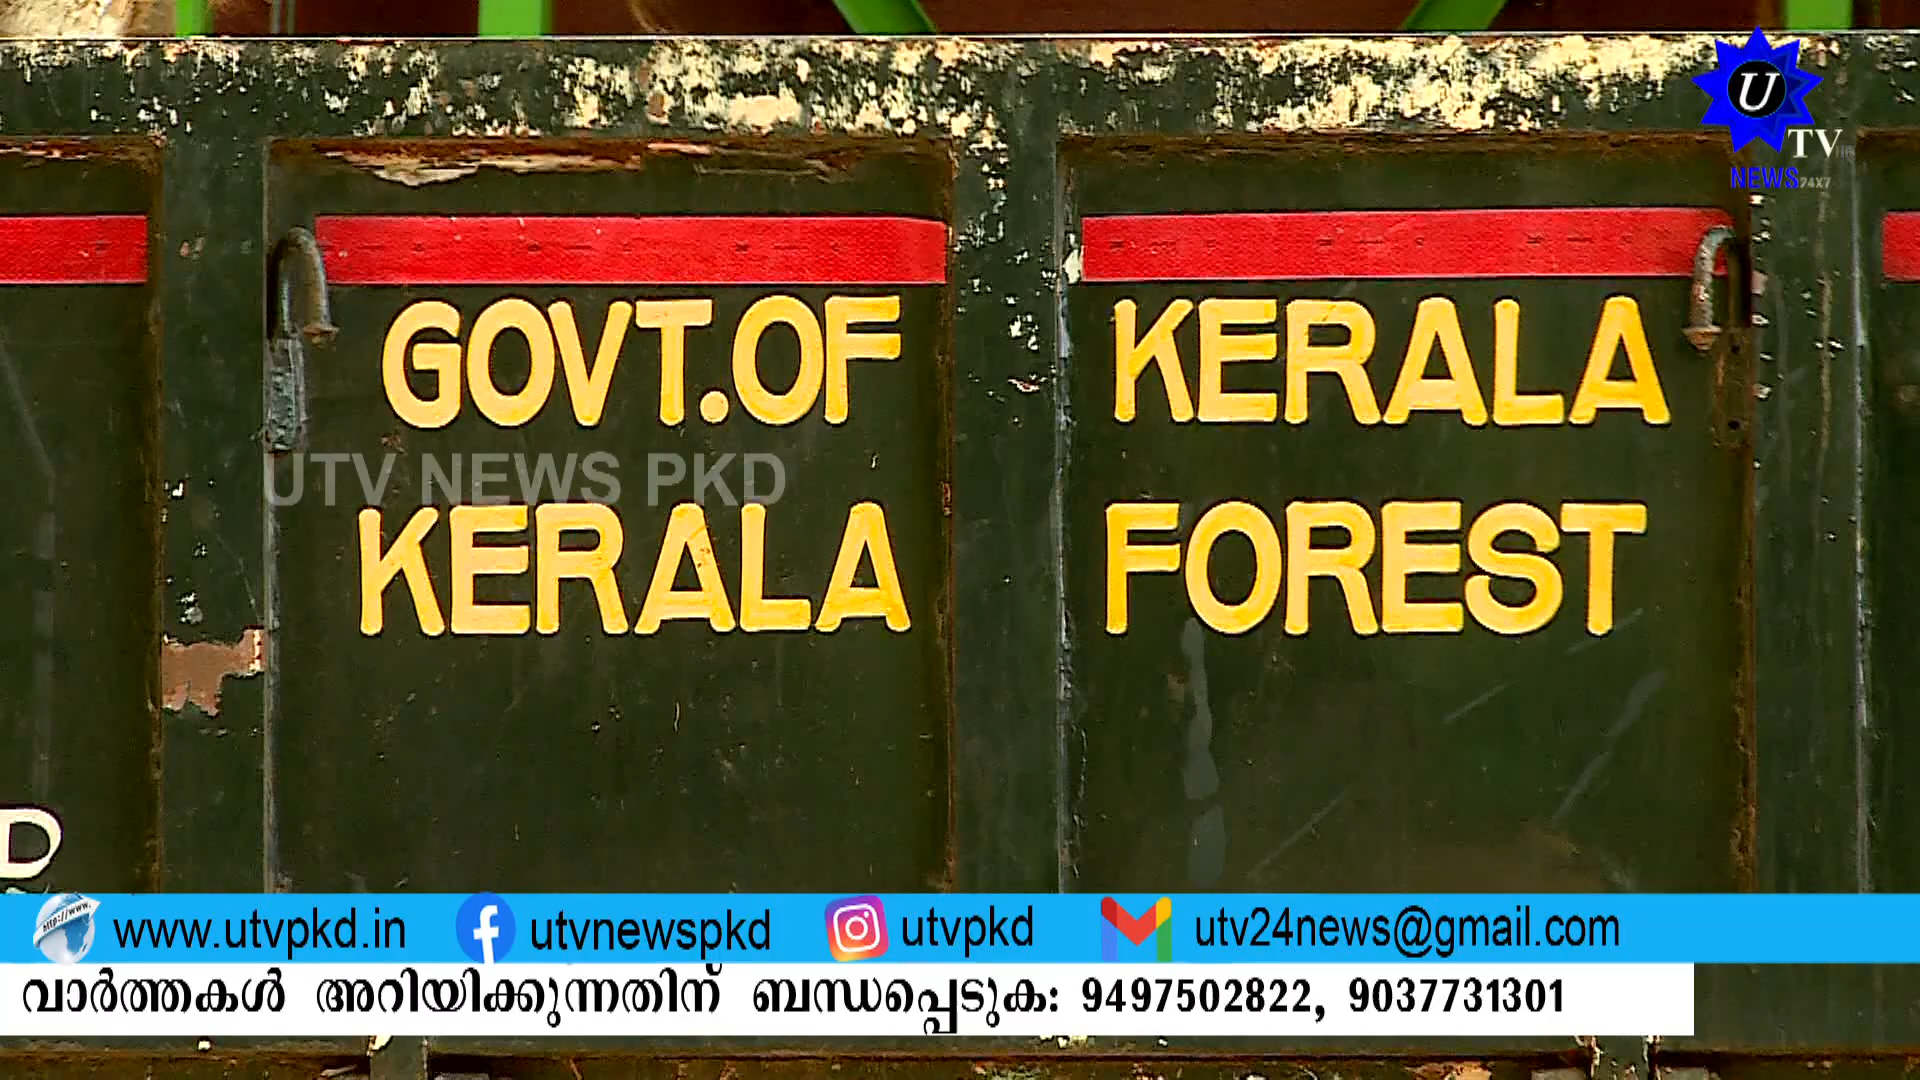 U
TV
NEWS 24X7
GOVT.OF
KERALA
KERALA
FOREST
UTV NEWS PKD
www.utvpkd.in utvnewspkd utvpkd utv24news@gmail.com
വാർത്തകൾ അറിയിക്കുന്നതിന് ബന്ധപ്പെടുക: 9497502822, 9037731301